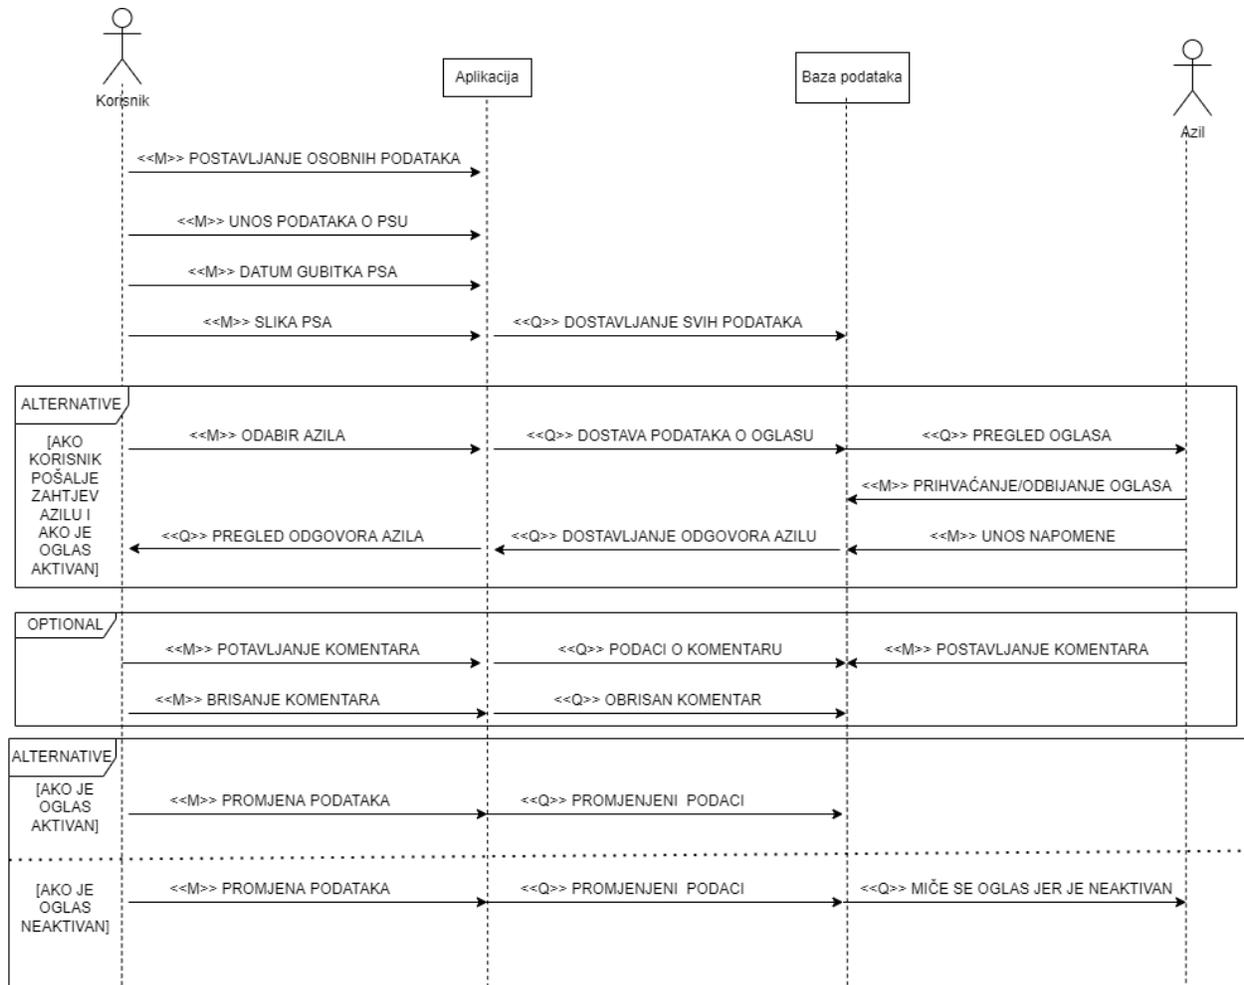 Korisnik
Aplikacija
Baza podataka
Azil
<<M>> POSTAVLJANJE OSOBNIH PODATAKA
<<M>> UNOS PODATAKA O PSU
<<M>> DATUM GUBITKA PSA
<<M>> SLIKA PSA
<<Q>> DOSTAVLJANJE SVIH PODATAKA
ALTERNATIVE
[AKO
KORISNIK
POŠALJE
ZAHTJEV
AZILU I
AKO JE
OGLAS
AKTIVAN]
<<M>> ODABIR AZILA
<<Q>> DOSTAVA PODATAKA O OGLASU
<<Q>> PREGLED OGLASA
<<M>> PRIHVAĆANJE/ODBIJANJE OGLASA
<<Q>> PREGLED ODGOVORA AZILA
<<Q>> DOSTAVLJANJE ODGOVORA AZILU
<<M>> UNOS NAPOMENE
OPTIONAL
<<M>> POTAVLJANJE KOMENTARA
<<Q>> PODACI O KOMENTARU
<<M>> POSTAVLJANJE KOMENTARA
<<M>> BRISANJE KOMENTARA
<<Q>> OBRISAN KOMENTAR
ALTERNATIVE
[AKO JE
OGLAS
AKTIVAN]
<<M>> PROMJENA PODATAKA
<<Q>> PROMJENJENI  PODACI
[AKO JE
OGLAS
NEAKTIVAN]
<<M>> PROMJENA PODATAKA
<<Q>> PROMJENJENI  PODACI
<<Q>> MIČE SE OGLAS JER JE NEAKTIVAN